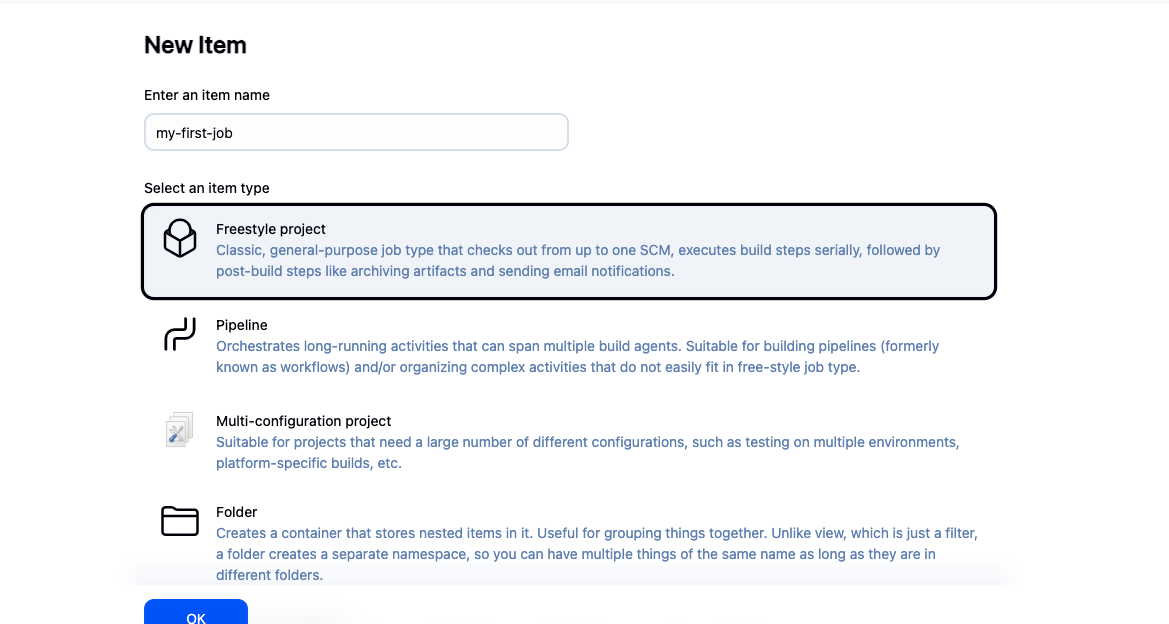 New Item
Enter an item name
my-first-job
Select an item type
Freestyle project
Classic, general-purpose job type that checks out from up to one SCM, executes build steps serially, followed by
post-build steps like archiving artifacts and sending email notifications.
Pipeline
Orchestrates long-running activities that can span multiple build agents. Suitable for building pipelines (formerly
known as workflows) and/or organizing complex activities that do not easily fit in free-style job type.
Multi-configuration project
Suitable for projects that need a large number of different configurations, such as testing on multiple environments,
platform-specific builds, etc.
Folder
Creates a container that stores nested items in it. Useful for grouping things together. Unlike view, which is just a filter,
a folder creates a separate namespace, so you can have multiple things of the same name as long as they are in
different folders.
OK